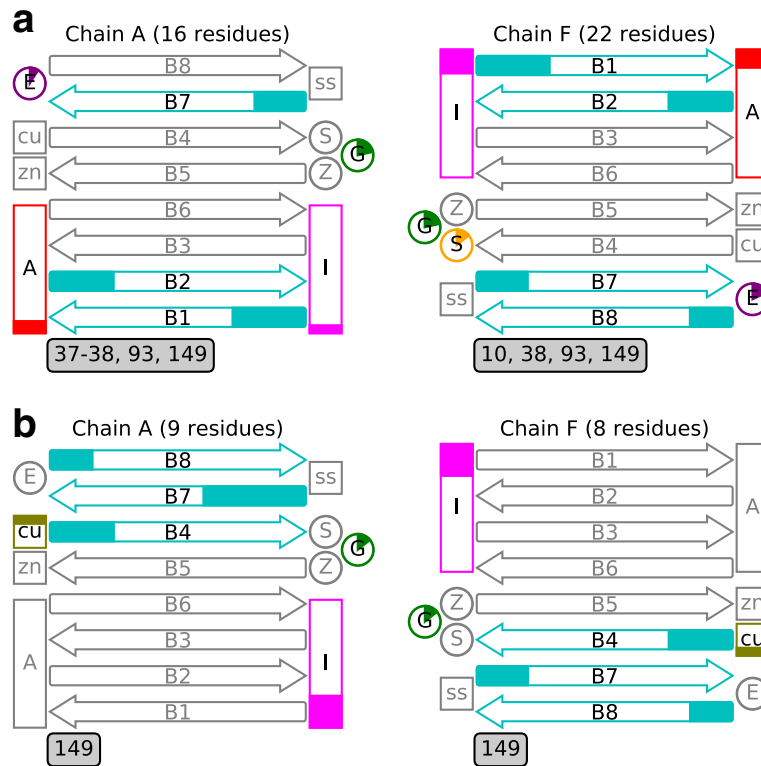 a
Chain A (16 residues)
B8
E
ss
B7
cu
B4
S
G
zn
B5
Z
B6
A
B3
I
B2
B1
37-38, 93, 149
Chain F (22 residues)
B1
I
B2
A
B3
B6
Z
B5
zn
G
S
B4
cu
B7
ss
E
B8
10, 38, 93, 149
b
Chain A (9 residues)
B8
E
ss
B7
cu
B4
S
G
zn
B5
Z
B6
A
B3
I
B2
B1
149
Chain F (8 residues)
B1
I
B2
A
B3
B6
Z
B5
zn
G
S
B4
cu
B7
ss
E
B8
149